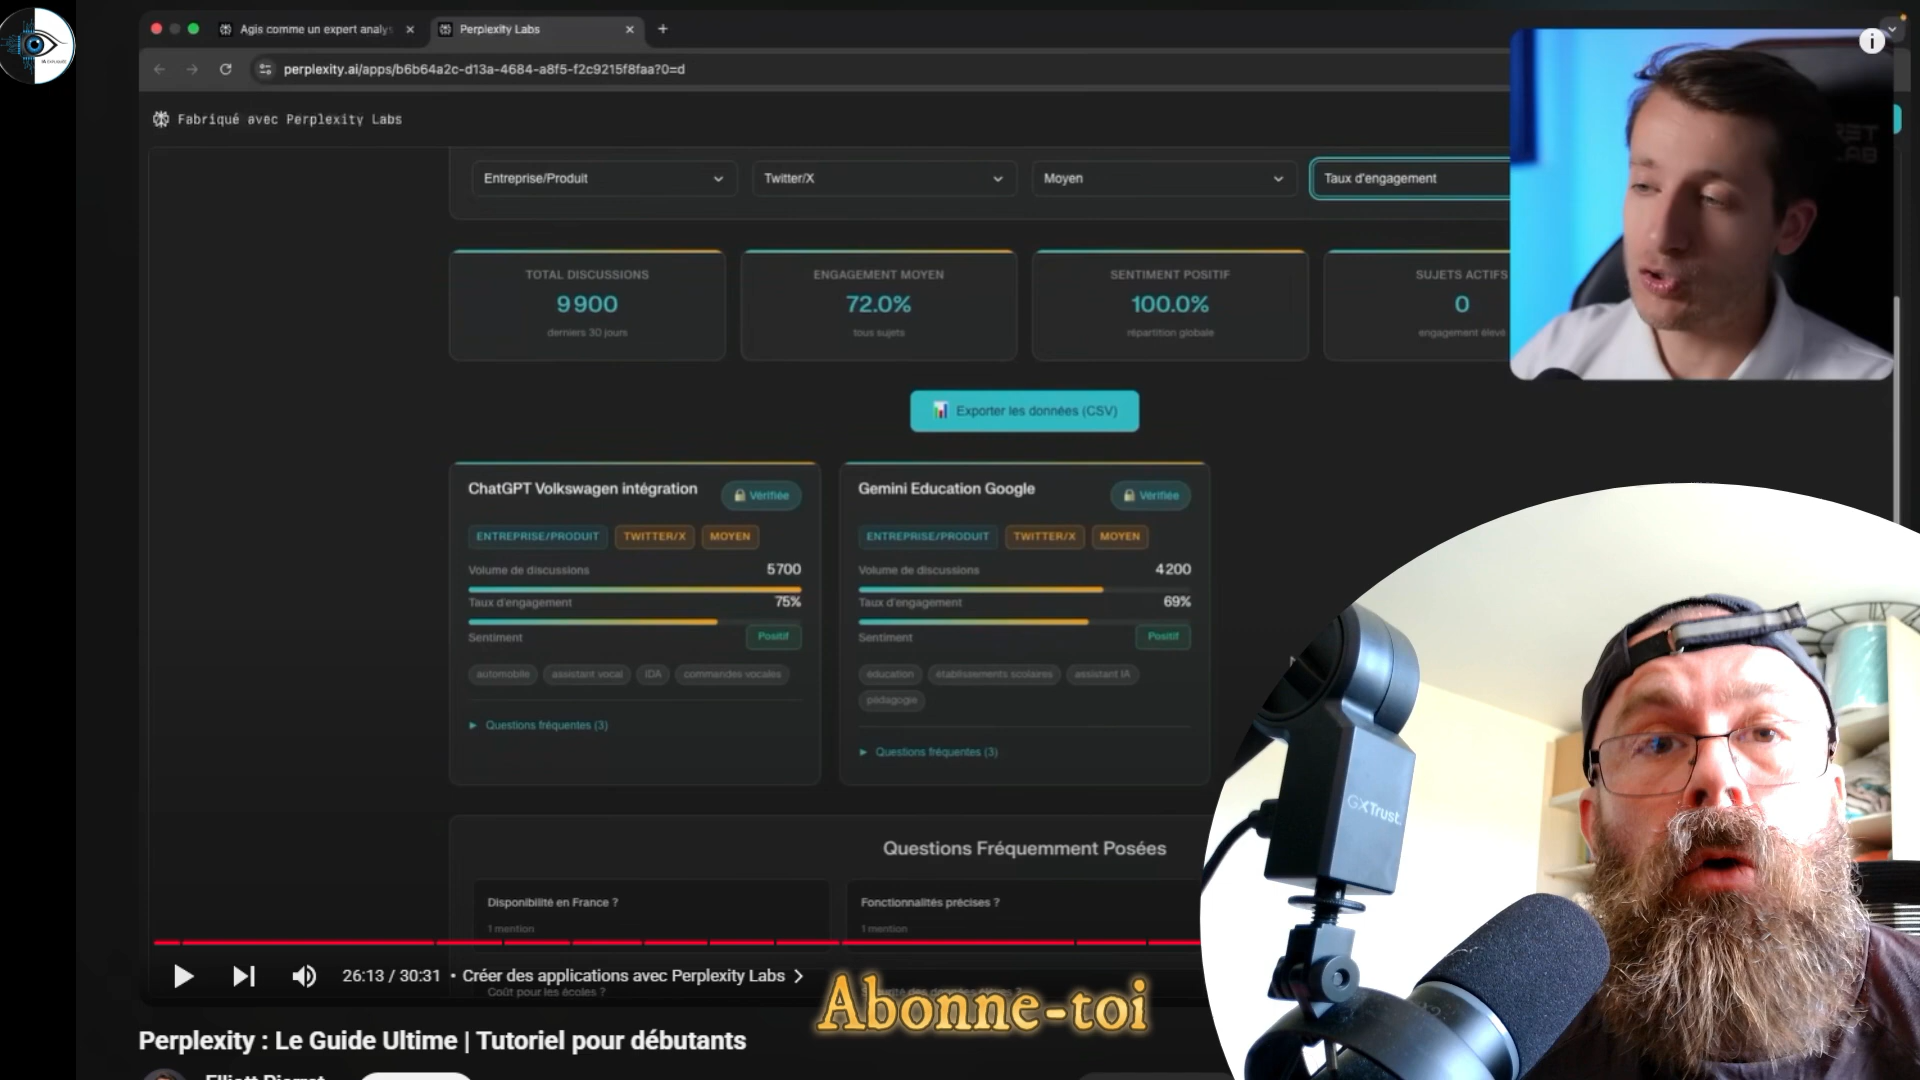 Agis comme un expert analys
Perplexity Labs
perplexity.ai/apps/b6b64a2c-d13a-4684-a8f5-f2c9215f8faa?0=d
Fabriqué avec Perplexity Labs
Entreprise/Produit
Twitter/X
Moyen
Taux d'engagement
TOTAL DISCUSSIONS
9 900
derniers 30 jours
ENGAGEMENT MOYEN
72.0%
tous sujets
SENTIMENT POSITIF
100.0%
répartition globale
SUJETS ACTIFS
0
engagement élevé
Exporter les données (CSV)
ChatGPT Volkswagen intégration
Vérifiée
ENTREPRISE/PRODUIT TWITTER/X MOYEN
Volume de discussions 5 700
Taux d'engagement 75%
Sentiment Positif
automobile assistant vocal IDA commandes vocales
Questions fréquentes (3)
Gemini Education Google
Vérifiée
ENTREPRISE/PRODUIT TWITTER/X MOYEN
Volume de discussions 4 200
Taux d'engagement 69%
Sentiment Positif
éducation établissements scolaires assistant IA
pédagogie
Questions fréquentes (3)
Questions Fréquemment Posées
Disponibilité en France ?
1 mention
Fonctionnalités précises ?
1 mention
26:13 / 30:31 • Créer des applications avec Perplexity Labs
Coût pour les écoles ?
Abonne-toi
Perplexity : Le Guide Ultime | Tutoriel pour débutants
GXTrust